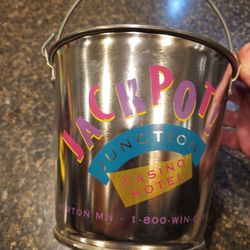 JACKPOT
JUNCTION
CASINO
HOTEL
MN · 1-800-WIN-